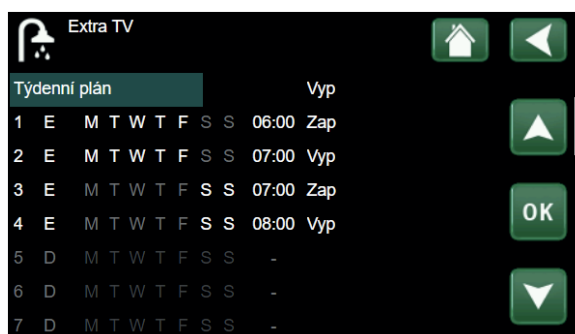 Extra TV
Týdenní plán Vyp
1 E M T W T F S S 06:00 Zap
2 E M T W T F S S 07:00 Vyp
3 E M T W T F S S 07:00 Zap
4 E M T W T F S S 08:00 Vyp
5 D M T W T F S S -
6 D M T W T F S S -
7 D M T W T F S S -
OK